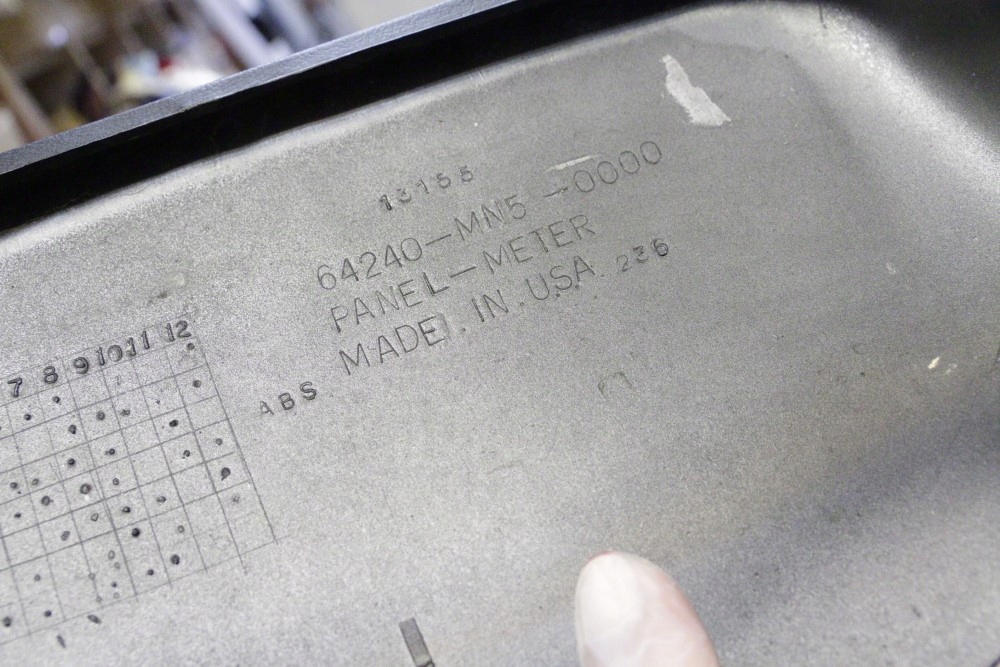 13155
64240-MN5-0000
PANEL-METER
MADE. IN. USA. 236
ABS
7 8 9 10 11 12